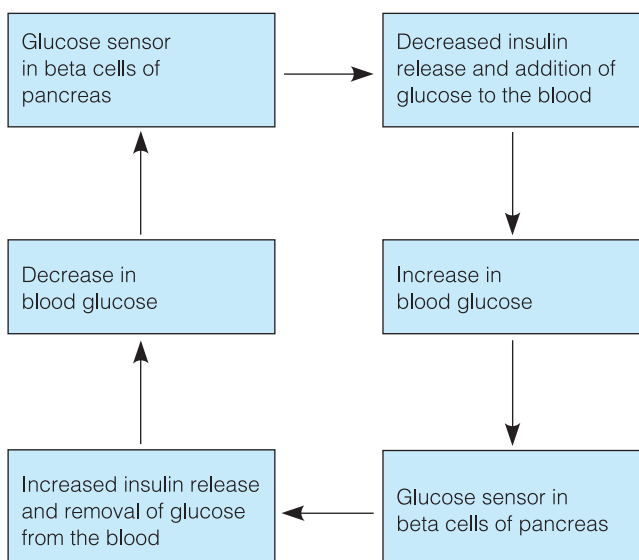 Glucose sensor
in beta cells of
pancreas
Decreased insulin
release and addition of
glucose to the blood
Decrease in
blood glucose
Increase in
blood glucose
Increased insulin release
and removal of glucose
from the blood
Glucose sensor in
beta cells of pancreas